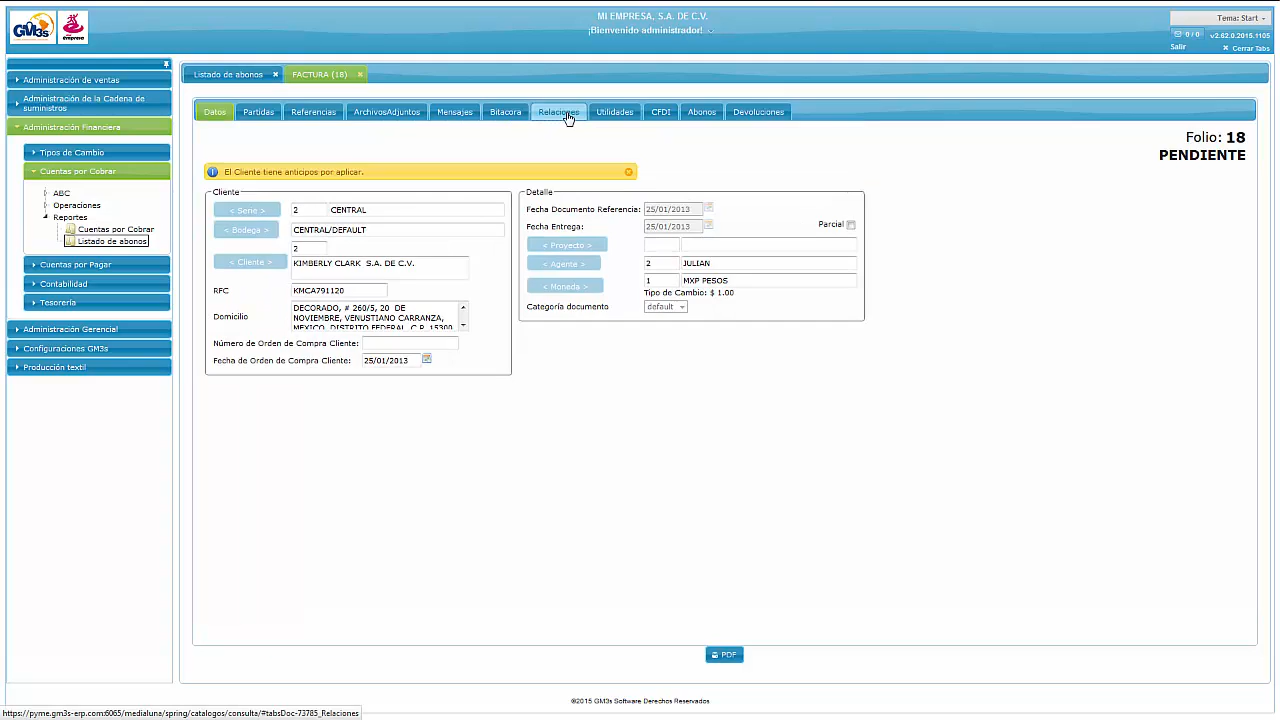 GM3s
empresa
MI EMPRESA, S.A. DE C.V.
¡Bienvenido administrador!
Tema: Start
0 / 0
v2.62.0.2015.1105
Salir
Cerrar Tabs
Administración de ventas
Administración de la Cadena de
suministros
Administración Financiera
Tipos de Cambio
Cuentas por Cobrar
ABC
Operaciones
Reportes
Cuentas por Cobrar
Listado de abonos
Cuentas por Pagar
Contabilidad
Tesorería
Administración Gerencial
Configuraciones GM3s
Producción textil
Listado de abonos
FACTURA (18)
Datos
Partidas
Referencias
ArchivosAdjuntos
Mensajes
Bitacora
Relaciones
Utilidades
CFDI
Abonos
Devoluciones
Folio: 18
PENDIENTE
El Cliente tiene anticipos por aplicar.
Cliente
< Serie > 2 CENTRAL
< Bodega > CENTRAL/DEFAULT
2
< Cliente > KIMBERLY CLARK S.A. DE C.V.
RFC KMCA791120
Domicilio
DECORADO, # 260/5, 20 DE
NOVIEMBRE, VENUSTIANO CARRANZA,
MEXICO, DISTRITO FEDERAL, C.P. 15300
Número de Orden de Compra Cliente:
Fecha de Orden de Compra Cliente: 25/01/2013
Detalle
Fecha Documento Referencia: 25/01/2013
Fecha Entrega: 25/01/2013
Parcial
< Proyecto >
< Agente > 2 JULIAN
< Moneda > 1 MXP PESOS
Tipo de Cambio: $ 1.00
Categoría documento default
PDF
©2015 GM3s Software Derechos Reservados
https://pyme.gm3s-erp.com:6065/medialuna/spring/catalogos/consulta/#tabsDoc-73785_Relaciones